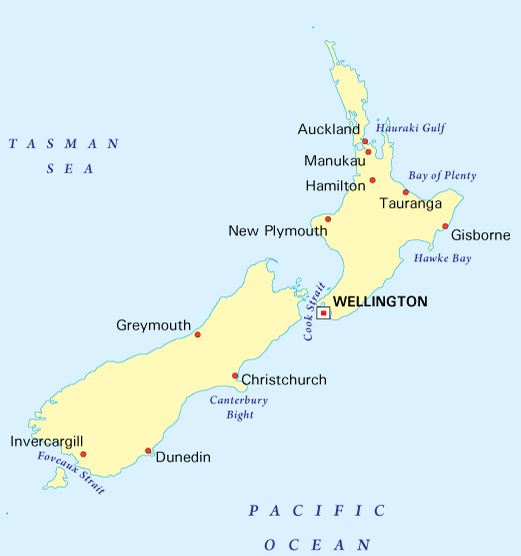 Auckland
Hauraki Gulf
TASMAN
SEA
Manukau
Bay of Plenty
Hamilton
Tauranga
New Plymouth
Gisborne
Hawke Bay
Cook Strait
WELLINGTON
Greymouth
Christchurch
Canterbury
Bight
Invercargill
Dunedin
Foveaux Strait
PACIFIC
OCEAN